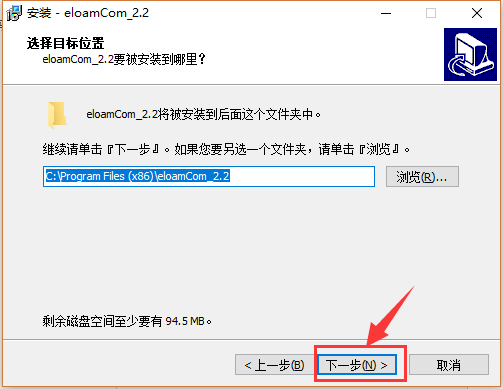 安装 - eloamCom_2.2
选择目标位置
eloamCom_2.2要被安装到哪里？
eloamCom_2.2将被安装到后面这个文件夹中。
继续请单击『下一步』。如果您要另选一个文件夹，请单击『浏览』。
C:\Program Files (x86)\eloamCom_2.2
浏览(R)...
剩余磁盘空间至少要有 94.5 MB。
< 上一步(B)
下一步(N) >
取消